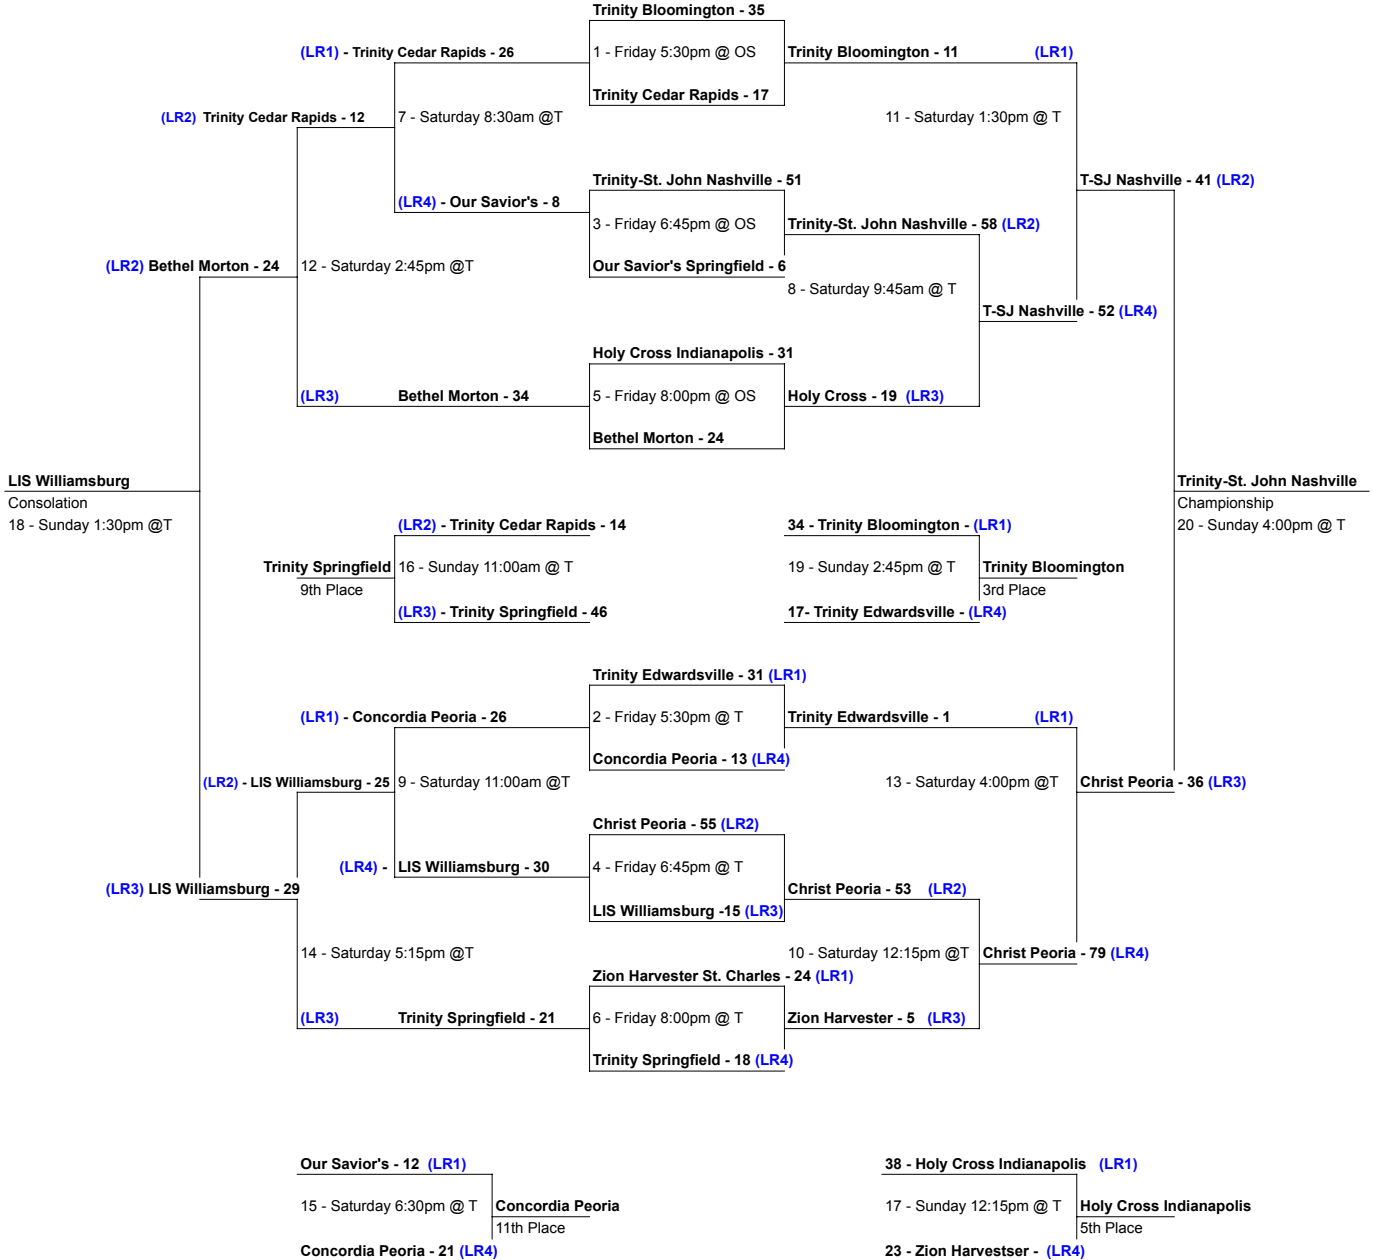 Trinity Bloomington - 35
(LR1) - Trinity Cedar Rapids - 26
1 - Friday 5:30pm @ OS
Trinity Bloomington - 11 (LR1)
Trinity Cedar Rapids - 17
(LR2) Trinity Cedar Rapids - 12
7 - Saturday 8:30am @T
11 - Saturday 1:30pm @ T
Trinity-St. John Nashville - 51
T-SJ Nashville - 41 (LR2)
(LR4) - Our Savior's - 8
3 - Friday 6:45pm @ OS
Trinity-St. John Nashville - 58 (LR2)
(LR2) Bethel Morton - 24
12 - Saturday 2:45pm @T
Our Savior's Springfield - 6
8 - Saturday 9:45am @ T
T-SJ Nashville - 52 (LR4)
Holy Cross Indianapolis - 31
(LR3) Bethel Morton - 34
5 - Friday 8:00pm @ OS
Holy Cross - 19 (LR3)
Bethel Morton - 24
LIS Williamsburg
Trinity-St. John Nashville
Consolation
Championship
18 - Sunday 1:30pm @T
(LR2) - Trinity Cedar Rapids - 14
34 - Trinity Bloomington - (LR1)
20 - Sunday 4:00pm @ T
Trinity Springfield
16 - Sunday 11:00am @ T
19 - Sunday 2:45pm @ T
Trinity Bloomington
9th Place
3rd Place
(LR3) - Trinity Springfield - 46
17- Trinity Edwardsville - (LR4)
Trinity Edwardsville - 31 (LR1)
(LR1) - Concordia Peoria - 26
2 - Friday 5:30pm @ T
Trinity Edwardsville - 1 (LR1)
Concordia Peoria - 13 (LR4)
(LR2) - LIS Williamsburg - 25
9 - Saturday 11:00am @T
13 - Saturday 4:00pm @T
Christ Peoria - 36 (LR3)
Christ Peoria - 55 (LR2)
(LR4) - LIS Williamsburg - 30
4 - Friday 6:45pm @ T
(LR3) LIS Williamsburg - 29
Christ Peoria - 53 (LR2)
LIS Williamsburg -15 (LR3)
14 - Saturday 5:15pm @T
10 - Saturday 12:15pm @T
Christ Peoria - 79 (LR4)
Zion Harvester St. Charles - 24 (LR1)
(LR3) Trinity Springfield - 21
6 - Friday 8:00pm @ T
Zion Harvester - 5 (LR3)
Trinity Springfield - 18 (LR4)
Our Savior's - 12 (LR1)
38 - Holy Cross Indianapolis (LR1)
15 - Saturday 6:30pm @ T
Concordia Peoria
17 - Sunday 12:15pm @ T
Holy Cross Indianapolis
11th Place
5th Place
Concordia Peoria - 21 (LR4)
23 - Zion Harvestser - (LR4)